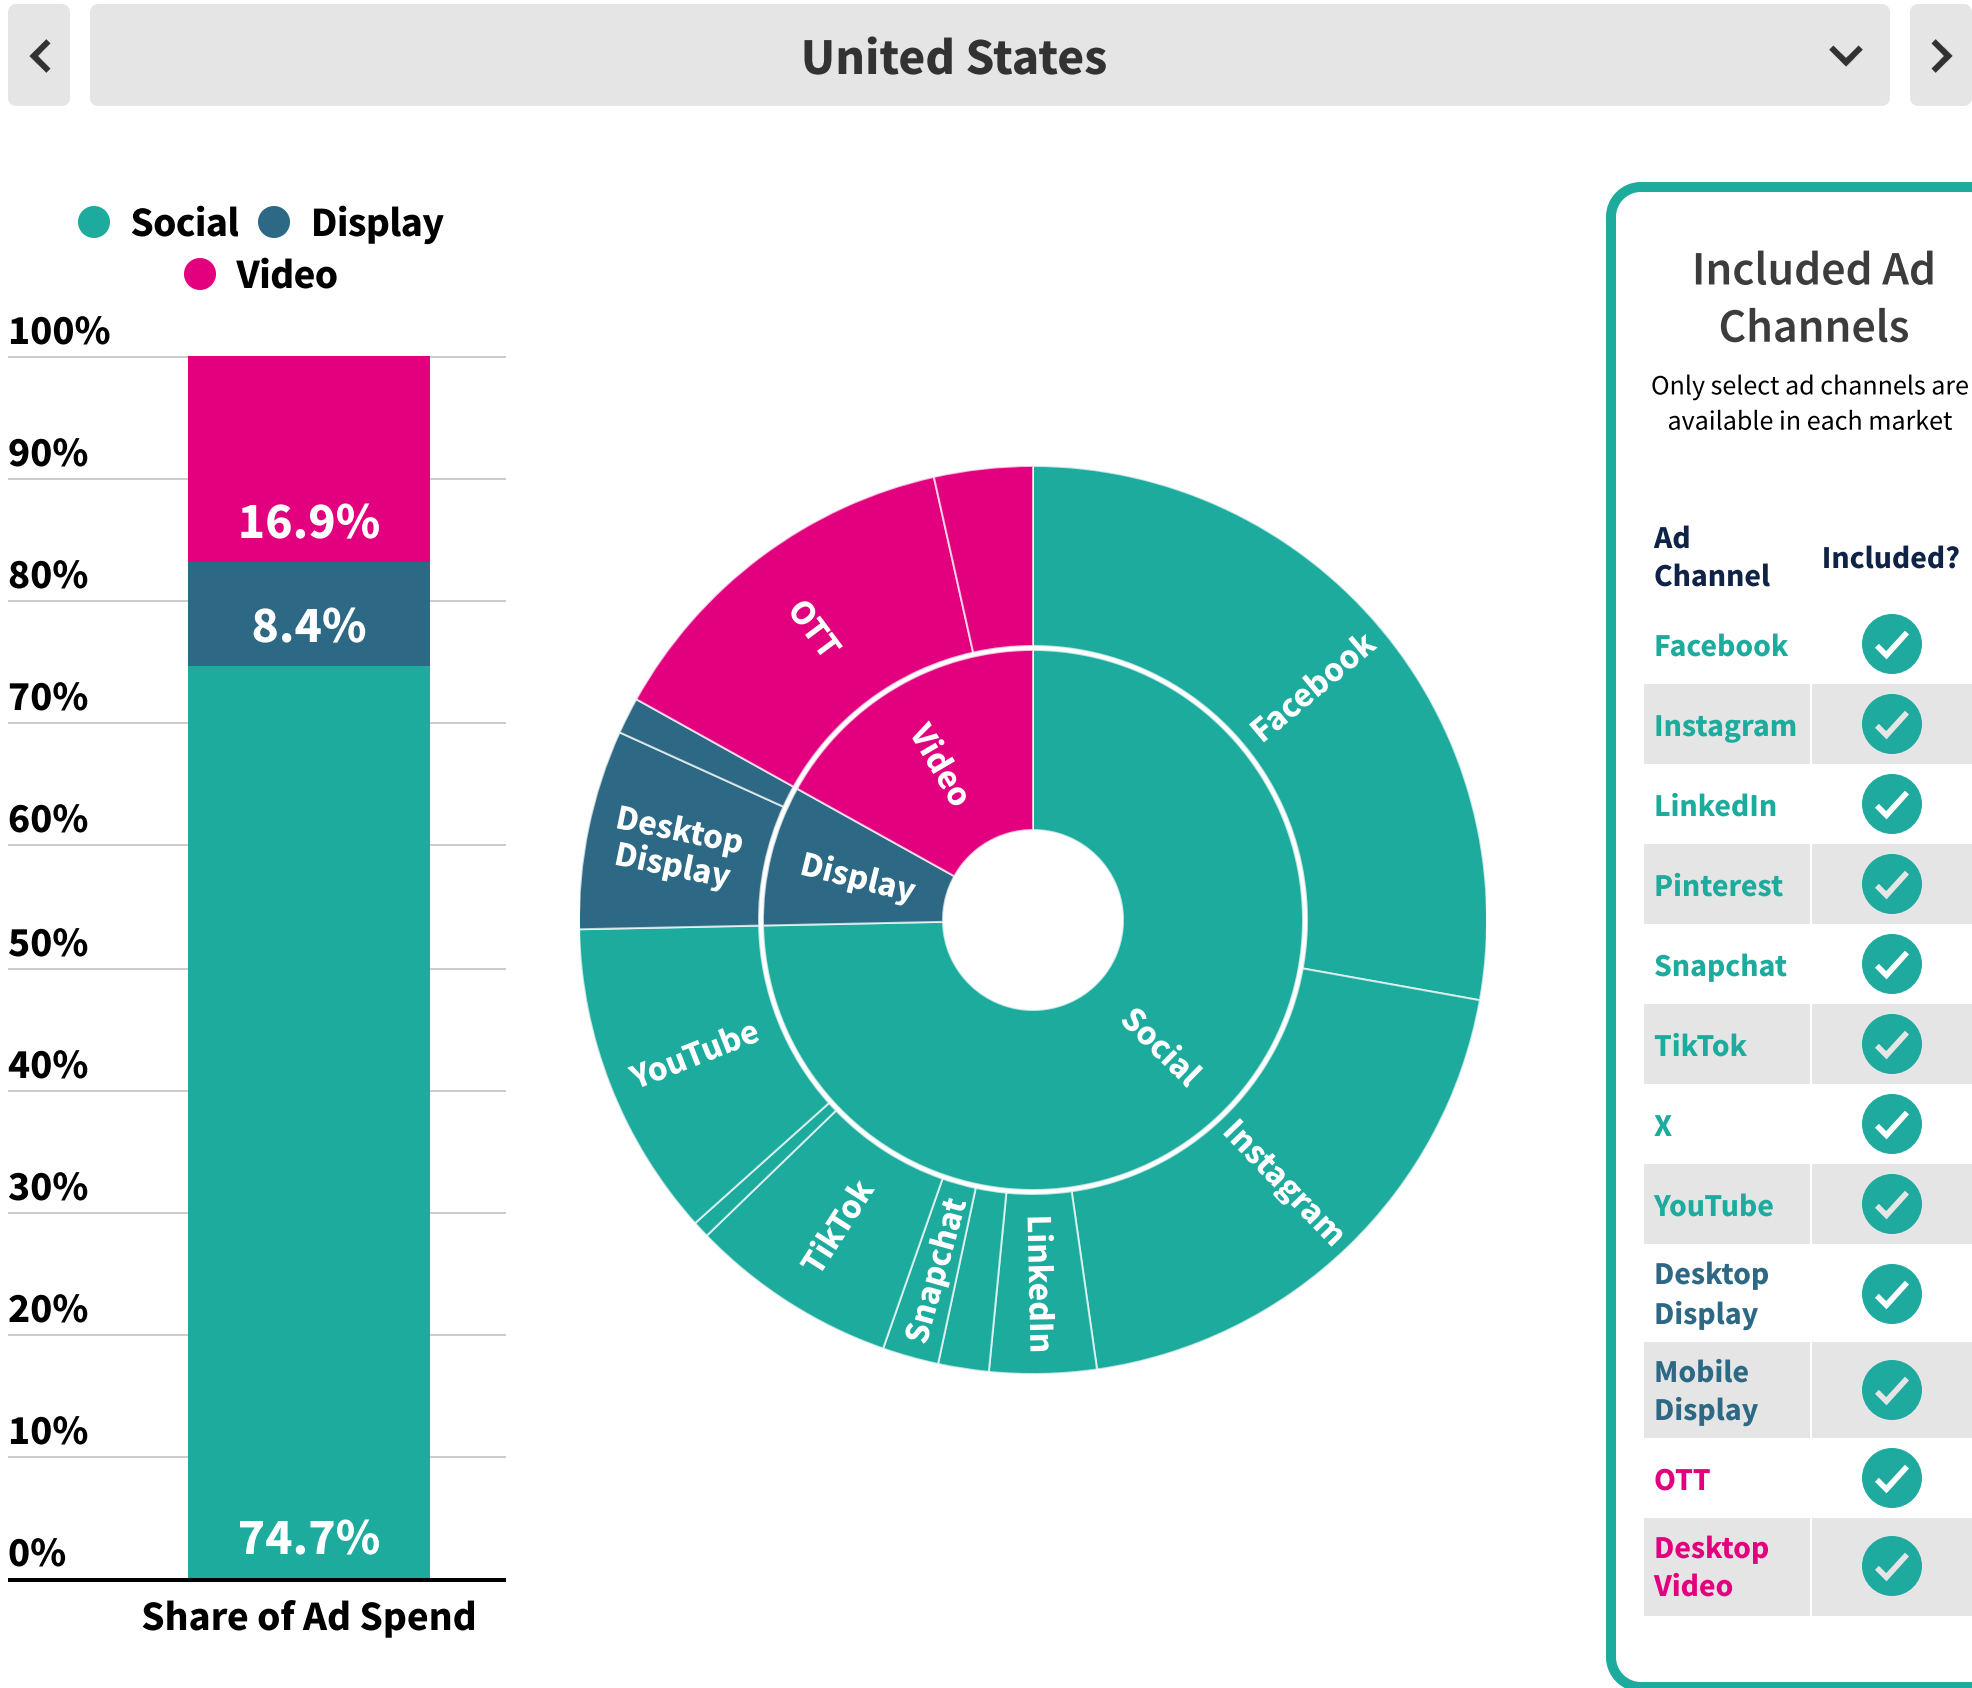 United States
Social
Display
Video
100%
90%
80%
70%
60%
50%
40%
30%
20%
10%
0%
16.9%
8.4%
74.7%
Share of Ad Spend
OTT
Video
Desktop
Display
Display
YouTube
TikTok
Snapchat
LinkedIn
Instagram
Social
Facebook
Included Ad
Channels
Only select ad channels are
available in each market
Ad
Channel
Included?
Facebook
Instagram
LinkedIn
Pinterest
Snapchat
TikTok
X
YouTube
Desktop
Display
Mobile
Display
OTT
Desktop
Video